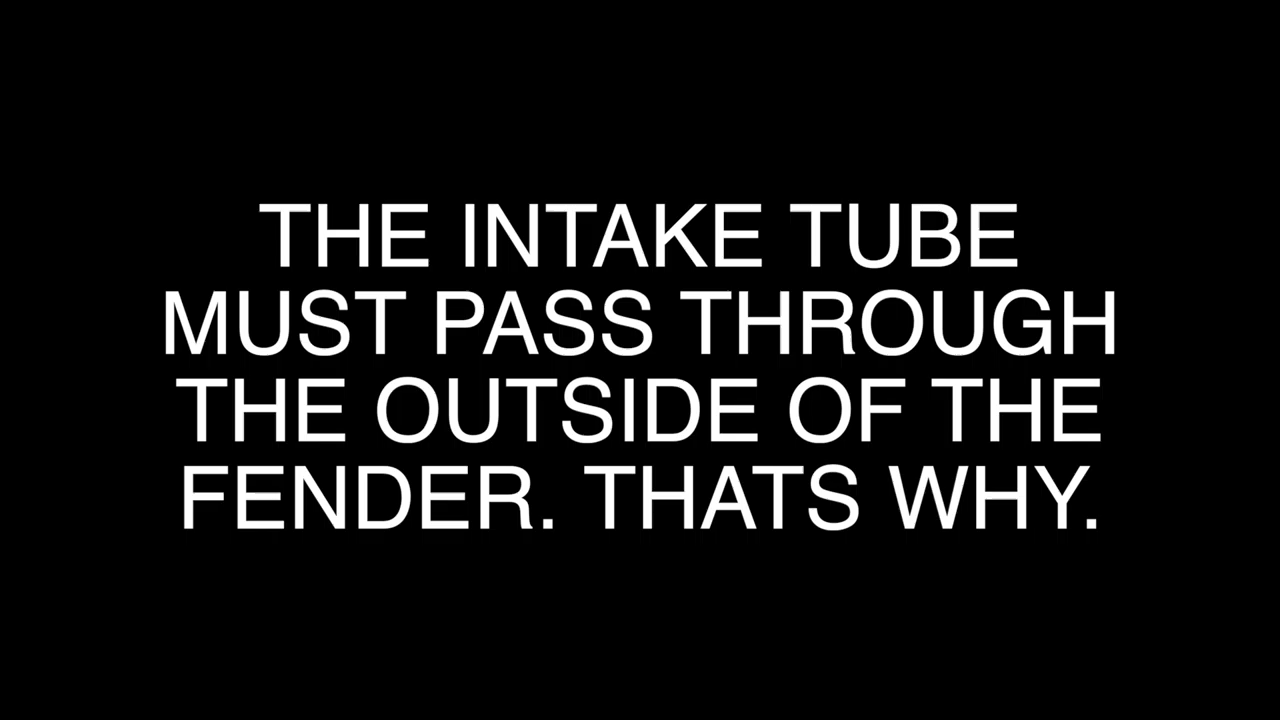 THE INTAKE TUBE
MUST PASS THROUGH
THE OUTSIDE OF THE
FENDER. THATS WHY.